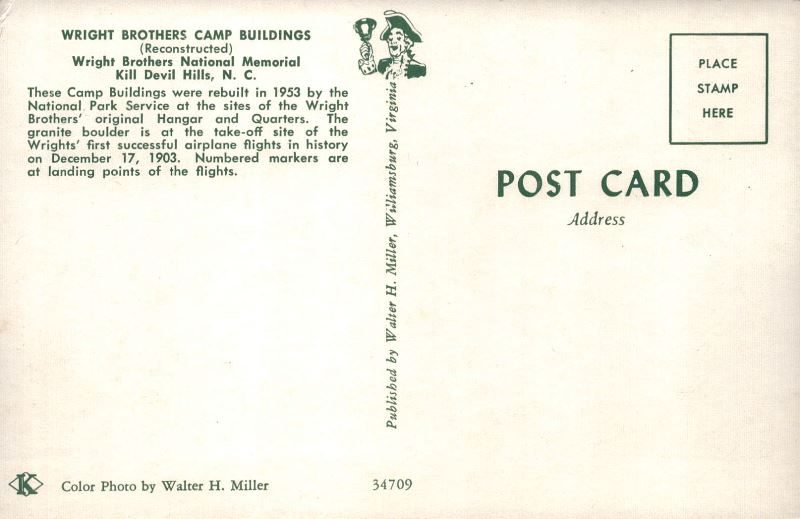 WRIGHT BROTHERS CAMP BUILDINGS
(Reconstructed)
Wright Brothers National Memorial
Kill Devil Hills, N. C.
These Camp Buildings were rebuilt in 1953 by the
National Park Service at the sites of the Wright
Brothers' original Hangar and Quarters. The
granite boulder is at the take-off site of the
Wrights' first successful airplane flights in history
on December 17, 1903. Numbered markers are
at landing points of the flights.
Published by Walter H. Miller, Williamsburg, Virginia
PLACE
STAMP
HERE
POST CARD
Address
K
Color Photo by Walter H. Miller
34709